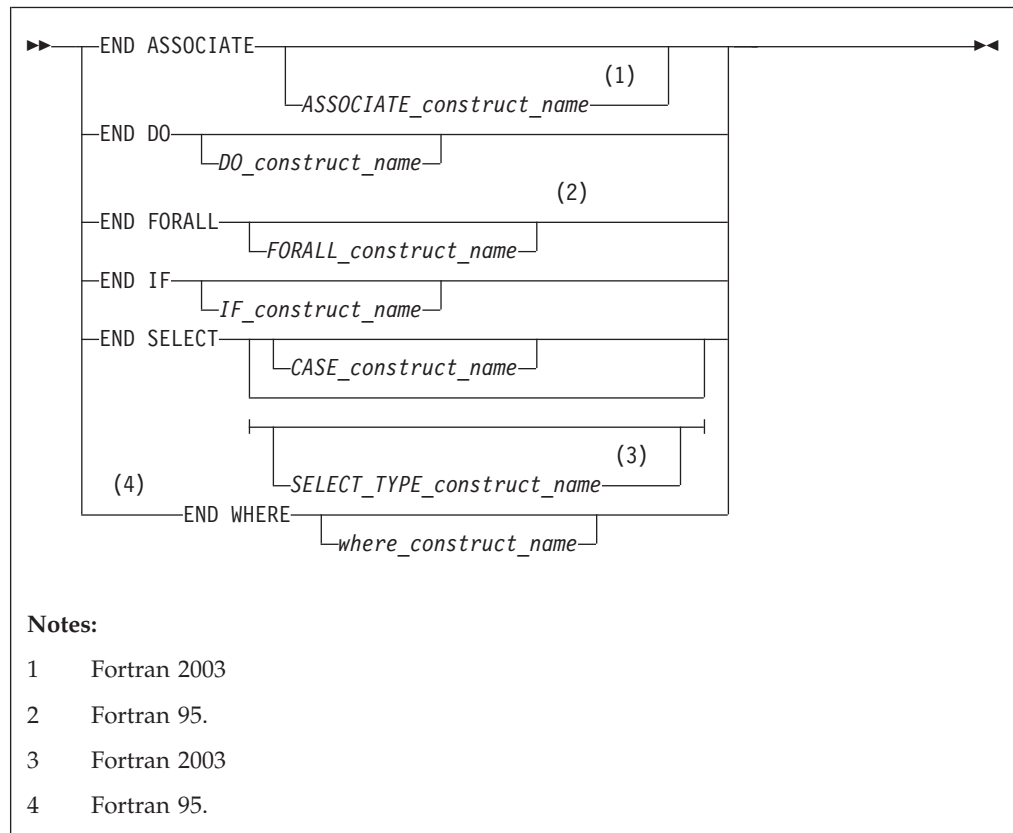 END ASSOCIATE
(1)
ASSOCIATE_construct_name
END DO
DO_construct_name
(2)
END FORALL
FORALL_construct_name
END IF
IF_construct_name
END SELECT
CASE_construct_name
(3)
SELECT_TYPE_construct_name
(4)
END WHERE
where_construct_name
Notes:
1 Fortran 2003
2 Fortran 95.
3 Fortran 2003
4 Fortran 95.